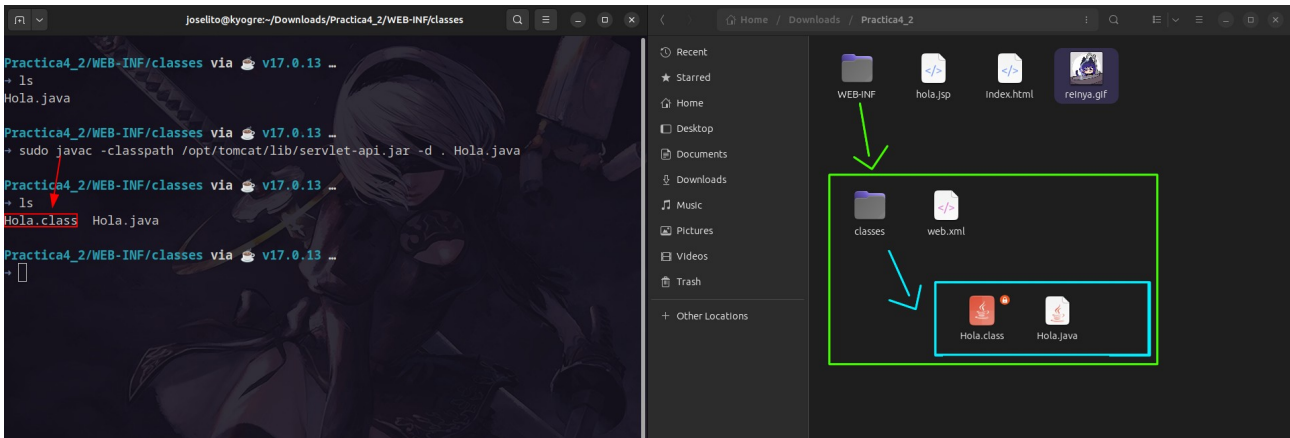 joselito@kyogre:~/Downloads/Practica4_2/WEB-INF/classes
Practica4_2/WEB-INF/classes via ☕ v17.0.13 …
→ ls
Hola.java
Practica4_2/WEB-INF/classes via ☕ v17.0.13 …
→ sudo javac -classpath /opt/tomcat/lib/servlet-api.jar -d . Hola.java
Practica4_2/WEB-INF/classes via ☕ v17.0.13 …
→ ls
Hola.class  Hola.java
Practica4_2/WEB-INF/classes via ☕ v17.0.13 …
→
Home / Downloads / Practica4_2
Recent
Starred
Home
Desktop
Documents
Downloads
Music
Pictures
Videos
Trash
+ Other Locations
WEB-INF
hola.jsp
index.html
reinya.gif
classes
web.xml
Hola.class
Hola.java